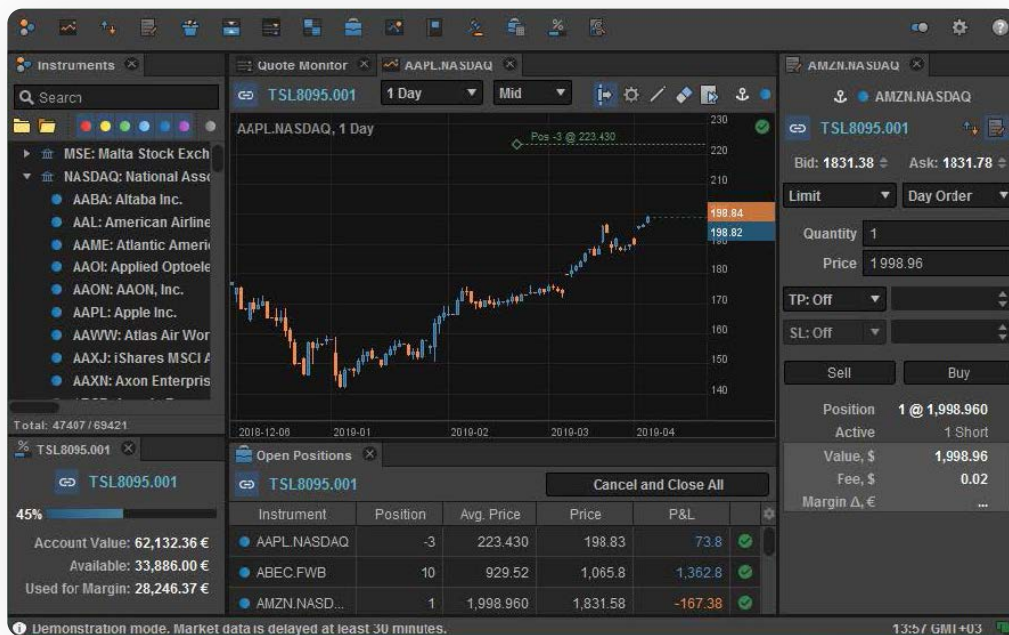 Instruments
Search
MSE: Malta Stock Exch
NASDAQ: National Asso
AABA: Altaba Inc.
AAL: American Airline
AAME: Atlantic Ameri
AAOI: Applied Optoele
AAON: AAON, Inc.
AAPL: Apple Inc.
AAWW: Atlas Air Wor
AAXJ: iShares MSCI A
AAXN: Axon Enterpris
Total: 47407 / 69421
TSL8095.001
TSL8095.001
45%
Account Value: 62,132.36 €
Available: 33,886.00 €
Used for Margin: 28,246.37 €
Quote Monitor AAPL.NASDAQ
TSL8095.001 1 Day Mid
AAPL.NASDAQ, 1 Day
Pos -3 @ 223.430
230
220
210
198.84
198.82
190
180
170
160
150
140
2018-12-06 2019-01 2019-02 2019-03 2019-04
Open Positions
TSL8095.001 Cancel and Close All
Instrument Position Avg. Price Price P&L
AAPL.NASDAQ -3 223.430 198.83 73.8
ABEC.FWB 10 929.52 1,065.8 1,362.8
AMZN.NASD... 1 1,998.960 1,831.58 -167.38
AMZN.NASDAQ
AMZN.NASDAQ
TSL8095.001
Bid: 1831.38 Ask: 1831.78
Limit Day Order
Quantity 1
Price 1998.96
TP: Off
SL: Off
Sell Buy
Position 1 @ 1,998.960
Active 1 Short
Value, $ 1,998.96
Fee, $ 0.02
Margin Δ, € ...
Demonstration mode. Market data is delayed at least 30 minutes. 13:57 GMT+03